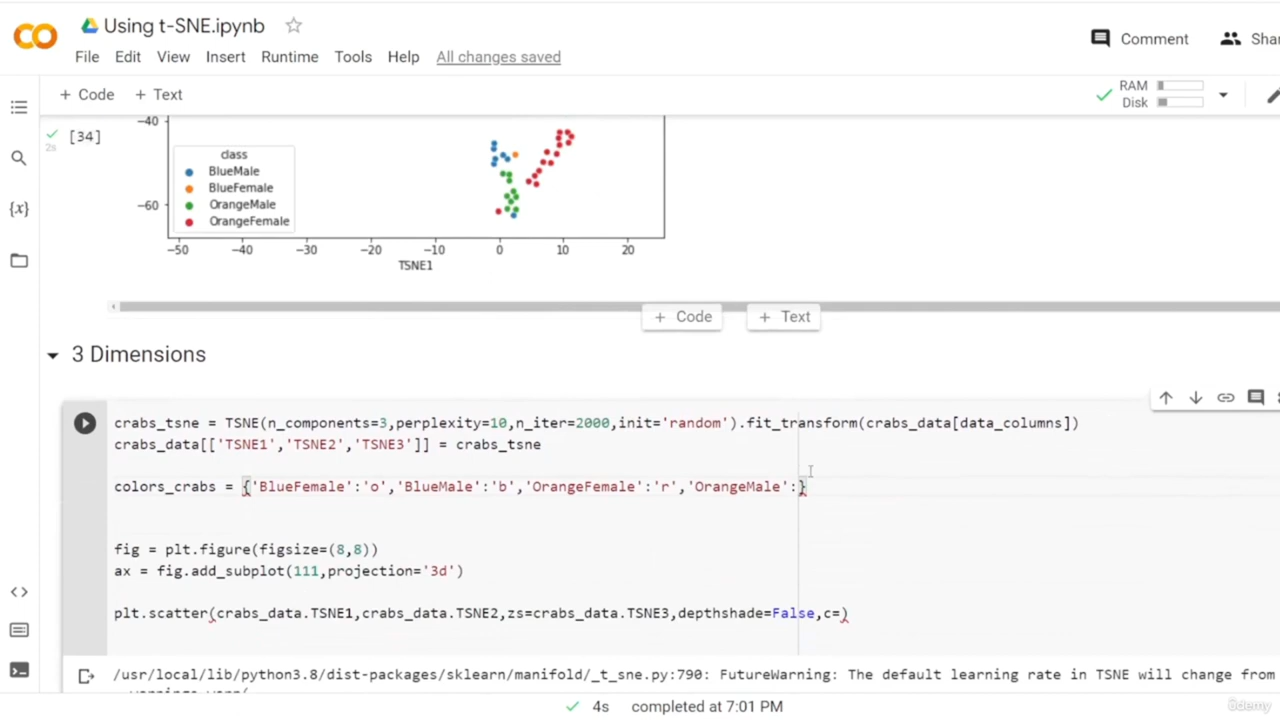 Using t-SNE.ipynb
File Edit View Insert Runtime Tools Help All changes saved
Comment
+ Code + Text
RAM
Disk
[34]
2s
−40
−60
class
BlueMale
BlueFemale
OrangeMale
OrangeFemale
−50 −40 −30 −20 −10 0 10 20
TSNE1
+ Code + Text
3 Dimensions
crabs_tsne = TSNE(n_components=3,perplexity=10,n_iter=2000,init='random').fit_transform(crabs_data[data_columns])
crabs_data[['TSNE1','TSNE2','TSNE3']] = crabs_tsne
colors_crabs = {'BlueFemale':'o','BlueMale':'b','OrangeFemale':'r','OrangeMale':}
fig = plt.figure(figsize=(8,8))
ax = fig.add_subplot(111,projection='3d')
plt.scatter(crabs_data.TSNE1,crabs_data.TSNE2,zs=crabs_data.TSNE3,depthshade=False,c=)
/usr/local/lib/python3.8/dist-packages/sklearn/manifold/_t_sne.py:790: FutureWarning: The default learning rate in TSNE will change from
4s completed at 7:01 PM
ûdemy
{x}